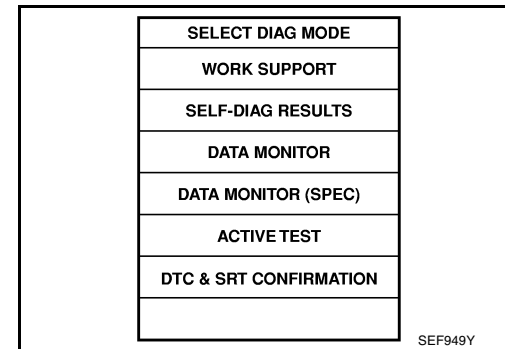 SELECT DIAG MODE
WORK SUPPORT
SELF-DIAG RESULTS
DATA MONITOR
DATA MONITOR (SPEC)
ACTIVE TEST
DTC & SRT CONFIRMATION
SEF949Y